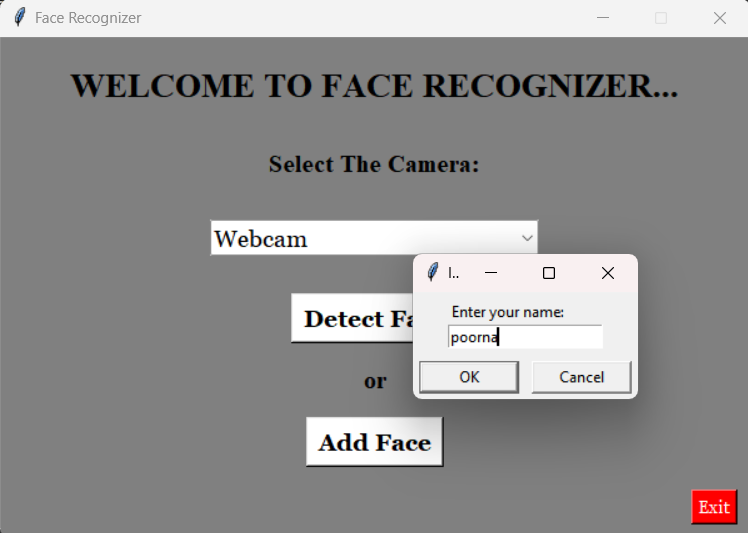 Face Recognizer
WELCOME TO FACE RECOGNIZER...
Select The Camera:
Webcam
I..
Enter your name:
poorna
OK Cancel
Detect Fa
or
Add Face
Exit